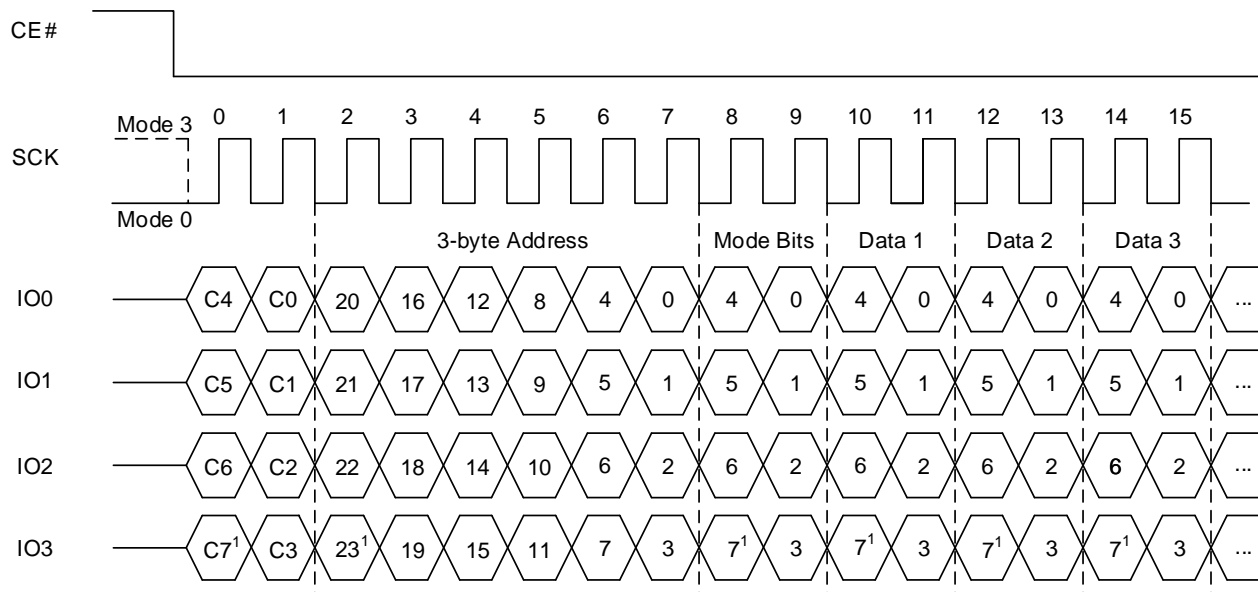 CE#
0 1 2 3 4 5 6 7 8 9 10 11 12 13 14 15
Mode 3
SCK
Mode 0
3-byte Address Mode Bits Data 1 Data 2 Data 3
IO0 C4 C0 20 16 12 8 4 0 4 0 4 0 4 0 4 0 ...
IO1 C5 C1 21 17 13 9 5 1 5 1 5 1 5 1 5 1 ...
IO2 C6 C2 22 18 14 10 6 2 6 2 6 2 6 2 6 2 ...
IO3 C7¹ C3 23¹ 19 15 11 7 3 7¹ 3 7¹ 3 7¹ 3 7¹ 3 ...